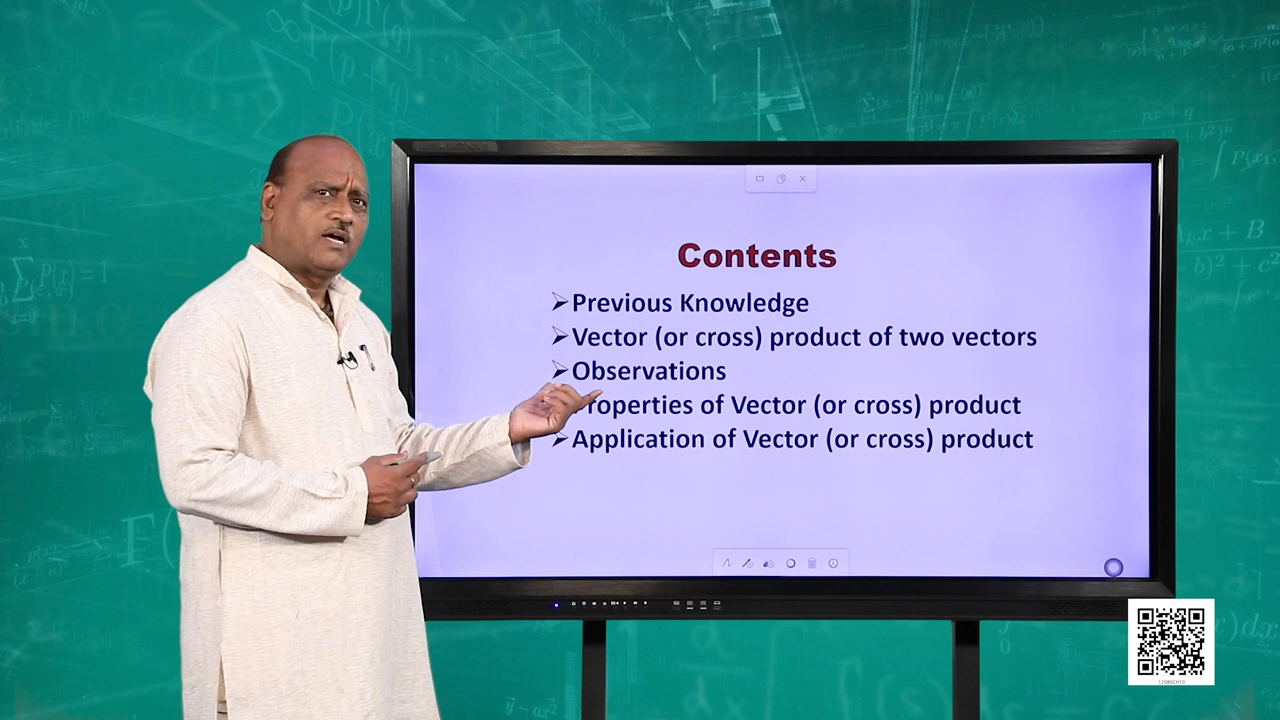 Contents
➢Previous Knowledge
➢Vector (or cross) product of two vectors
➢Observations
Properties of Vector (or cross) product
➢Application of Vector (or cross) product